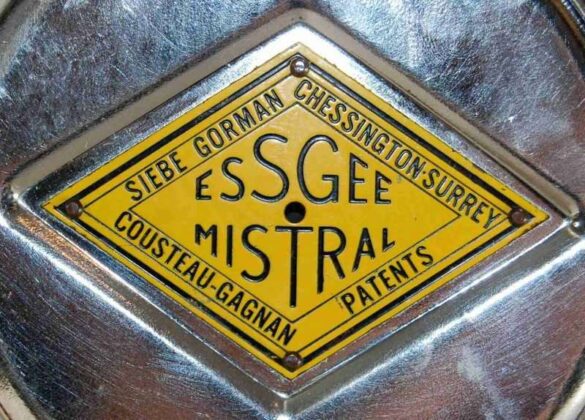 SIEBE GORMAN
CHESSINGTON·SURREY
ESSGEE
MISTRAL
COUSTEAU-GAGNAN
PATENTS